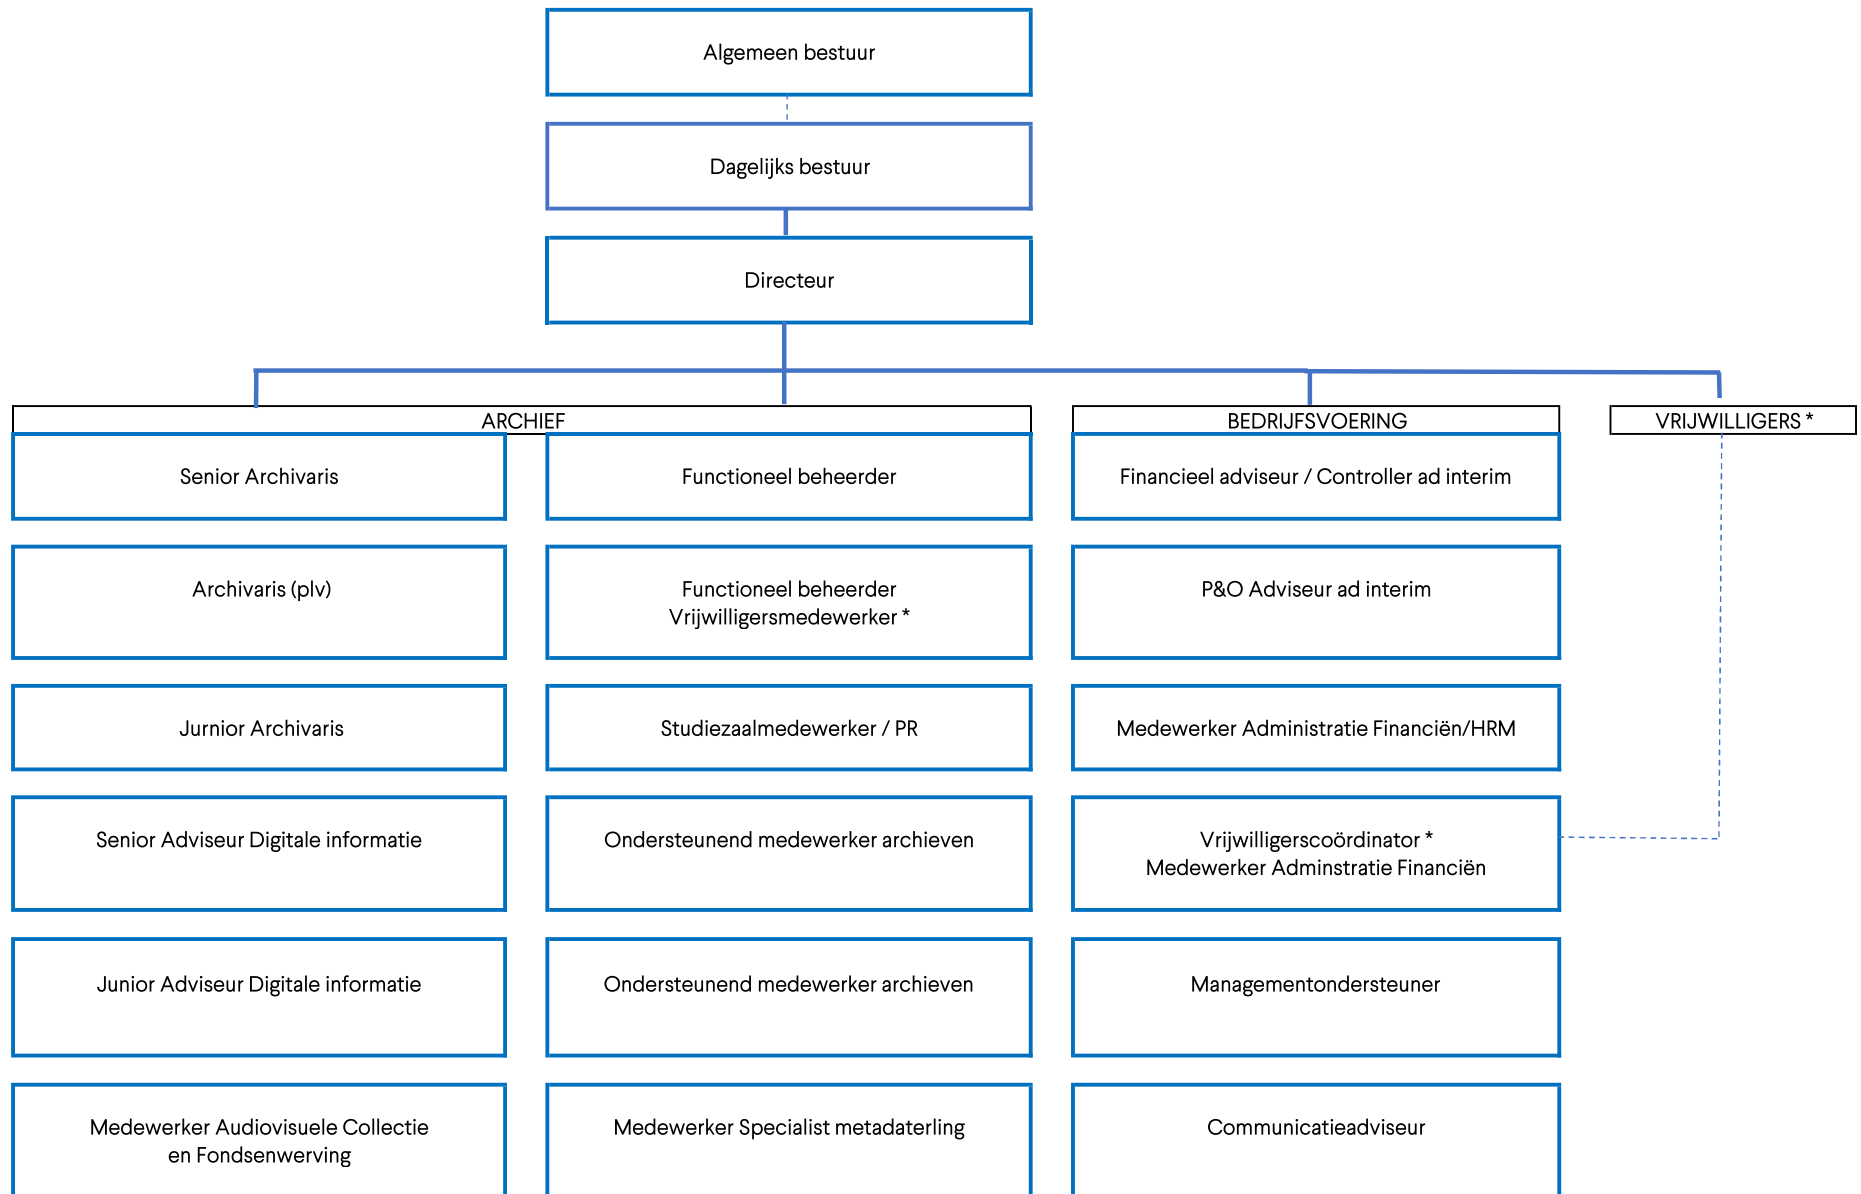 Algemeen bestuur
Dagelijks bestuur
Directeur
ARCHIEF
BEDRIJFSVOERING
VRIJWILLIGERS *
Senior Archivaris
Functioneel beheerder
Financieel adviseur / Controller ad interim
Archivaris (plv)
Functioneel beheerder
Vrijwilligersmedewerker *
P&O Adviseur ad interim
Jurnior Archivaris
Studiezaalmedewerker / PR
Medewerker Administratie Financiën/HRM
Senior Adviseur Digitale informatie
Ondersteunend medewerker archieven
Vrijwilligerscoördinator *
Medewerker Adminstratie Financiën
Junior Adviseur Digitale informatie
Ondersteunend medewerker archieven
Managementondersteuner
Medewerker Audiovisuele Collectie
en Fondsenwerving
Medewerker Specialist metadaterling
Communicatieadviseur